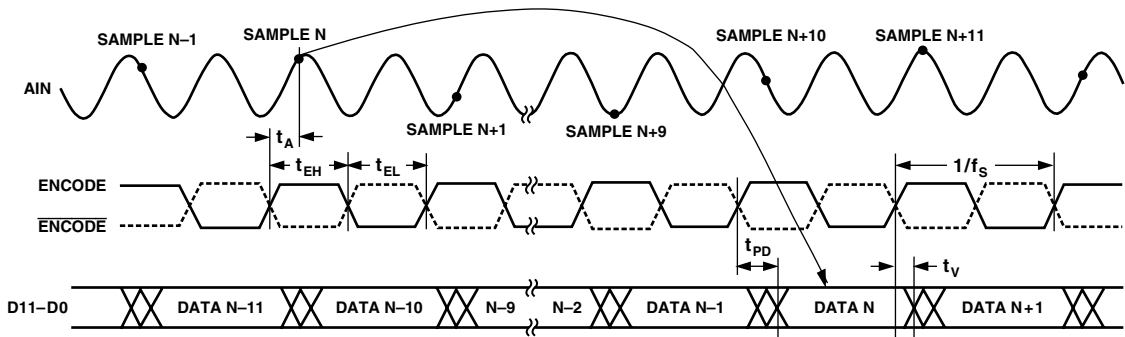 SAMPLE N–1
SAMPLE N
SAMPLE N+10
SAMPLE N+11
AIN
SAMPLE N+1
SAMPLE N+9
tA
tEH
tEL
1/fS
ENCODE
ENCODE
tPD
tV
D11–D0
DATA N–11
DATA N–10
N–9
N–2
DATA N–1
DATA N
DATA N+1